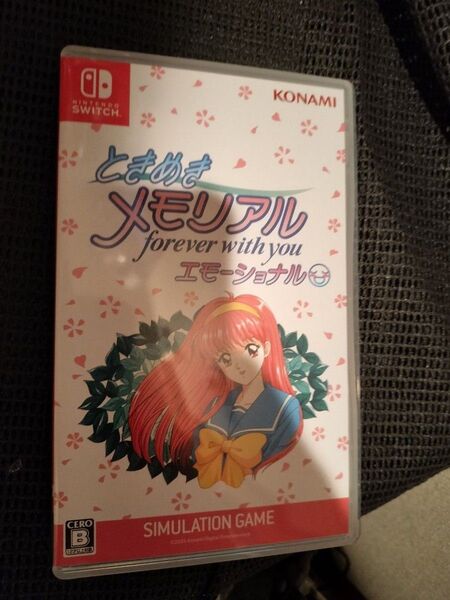 NINTENDO
SWITCH
KONAMI
ときめき
メモリアル
forever with you
エモーショナル
CERO
B
SIMULATION GAME